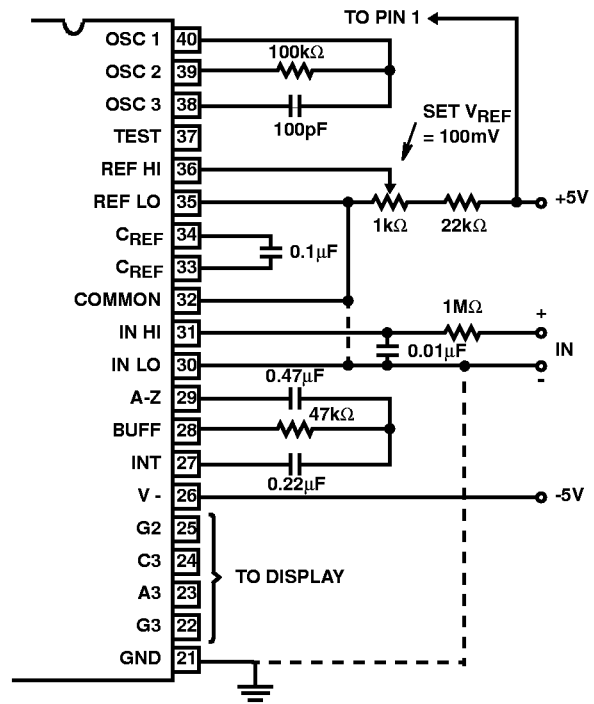 TO PIN 1
OSC 1 40
100kΩ
OSC 2 39
OSC 3 38
100pF
TEST 37
SET VREF
= 100mV
REF HI 36
REF LO 35
1kΩ
22kΩ
+5V
CREF 34
0.1μF
CREF 33
COMMON 32
1MΩ
+
IN HI 31
0.01μF
IN
IN LO 30
-
0.47μF
A-Z 29
47kΩ
BUFF 28
INT 27
0.22μF
V - 26
-5V
G2 25
C3 24
TO DISPLAY
A3 23
G3 22
GND 21